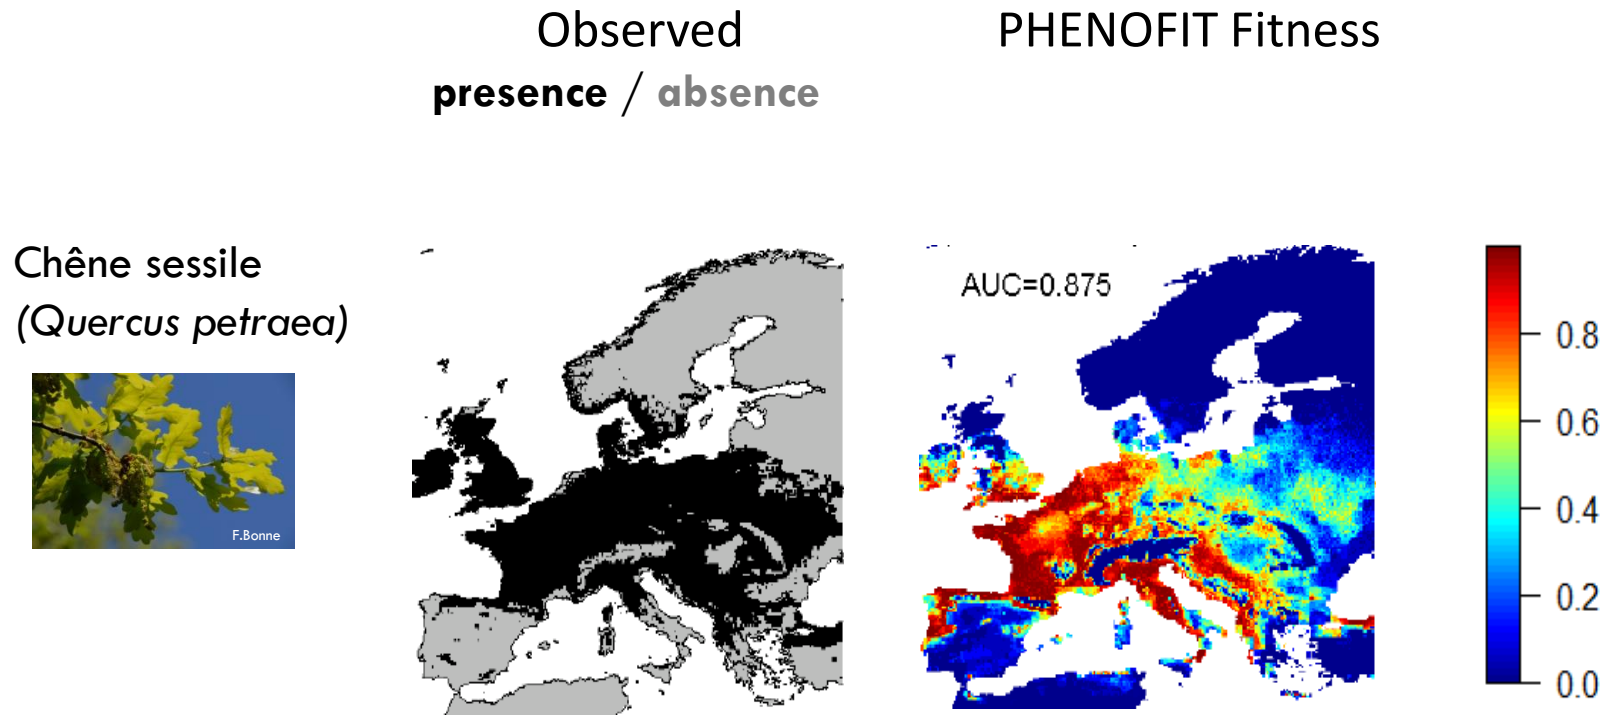 Observed
presence / absence
PHENOFIT Fitness
Chêne sessile
(Quercus petraea)
F.Bonne
AUC=0.875
0.8
0.6
0.4
0.2
0.0